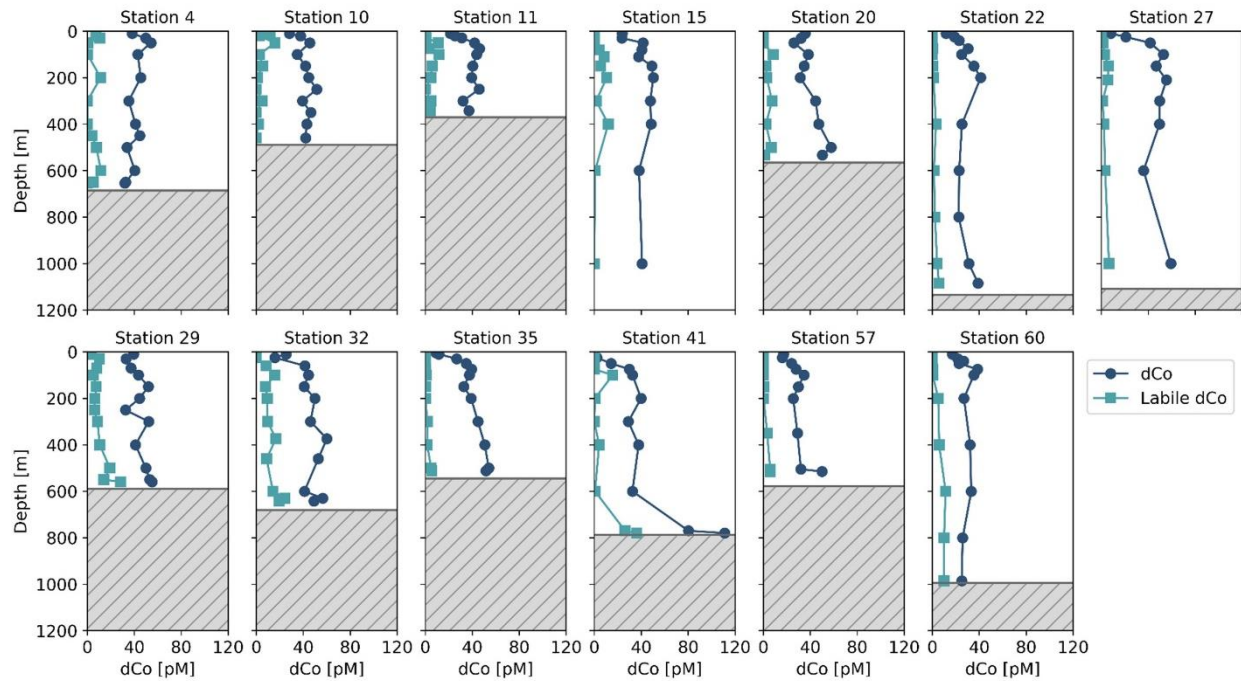 Station 4 Station 10 Station 11 Station 15 Station 20 Station 22 Station 27
Depth [m]
0
200
400
600
800
1000
1200
Station 29 Station 32 Station 35 Station 41 Station 57 Station 60
Depth [m]
0
200
400
600
800
1000
1200
dCo
Labile dCo
0 40 80 120 0 40 80 120 0 40 80 120 0 40 80 120 0 40 80 120 0 40 80 120
dCo [pM] dCo [pM] dCo [pM] dCo [pM] dCo [pM] dCo [pM]